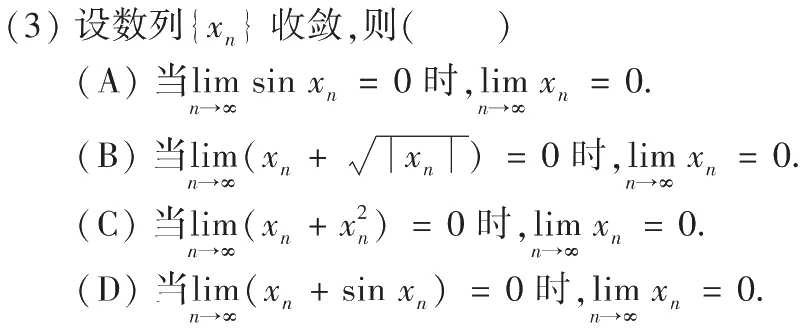 (3) 设数列{xₙ} 收敛,则(  )
(A) 当lim_{n→∞} sin xₙ = 0 时,lim_{n→∞} xₙ = 0.
(B) 当lim_{n→∞}(xₙ + √|xₙ|) = 0 时,lim_{n→∞} xₙ = 0.
(C) 当lim_{n→∞}(xₙ + xₙ²) = 0 时,lim_{n→∞} xₙ = 0.
(D) 当lim_{n→∞}(xₙ + sin xₙ) = 0 时,lim_{n→∞} xₙ = 0.